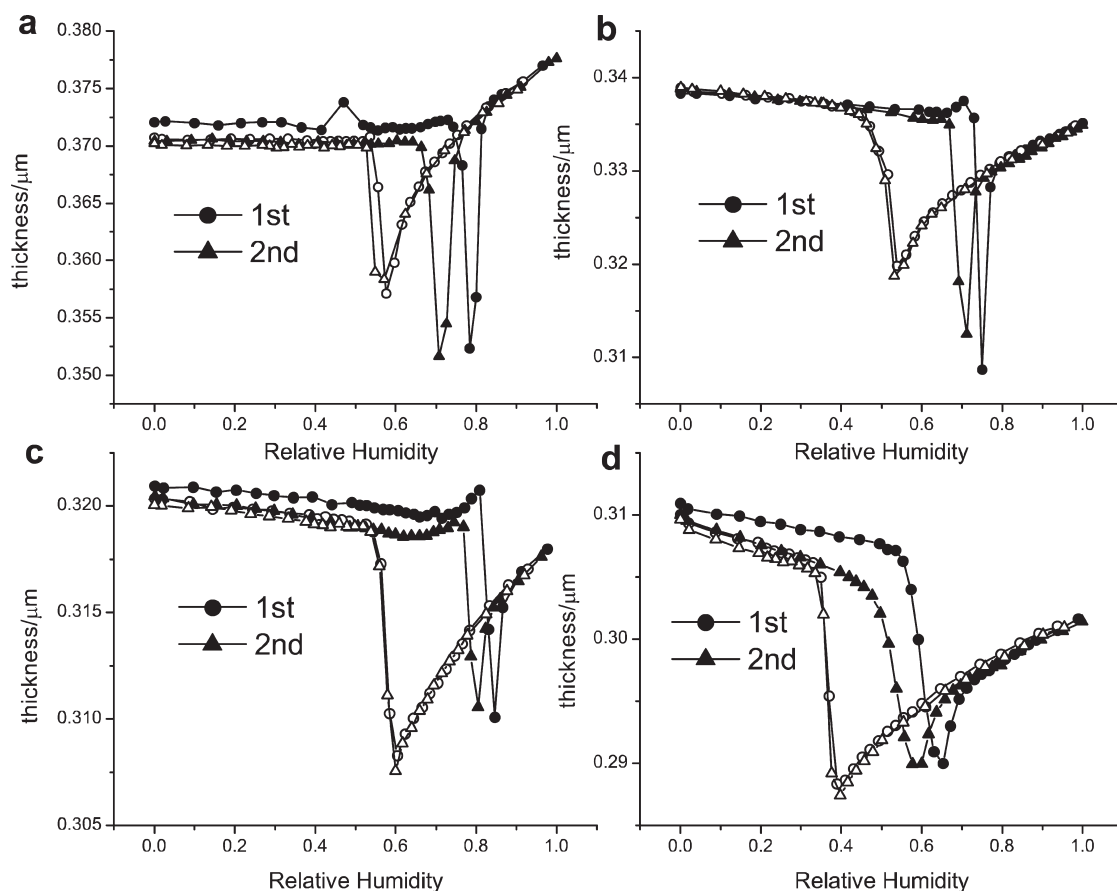 a
0.380
0.375
0.370
0.365
0.360
0.355
0.350
thickness/μm
1st
2nd
0.0 0.2 0.4 0.6 0.8 1.0
Relative Humidity
b
0.34
0.33
0.32
0.31
thickness/μm
1st
2nd
0.0 0.2 0.4 0.6 0.8 1.0
Relative Humidity
c
0.320
0.315
0.310
0.305
thickness/μm
1st
2nd
0.0 0.2 0.4 0.6 0.8 1.0
Relative Humidity
d
0.31
0.30
0.29
thickness/μm
1st
2nd
0.0 0.2 0.4 0.6 0.8 1.0
Relative Humidity